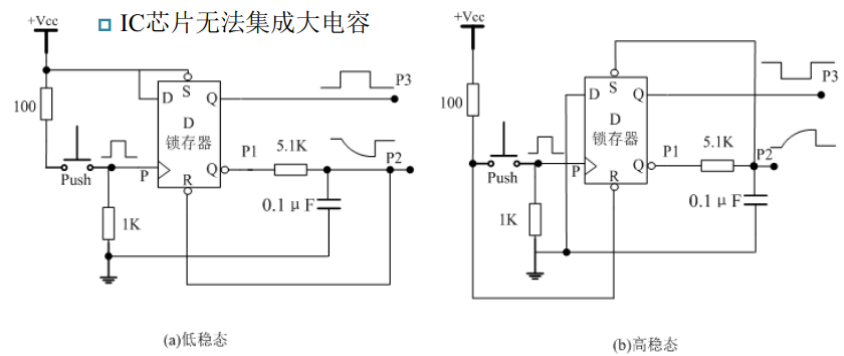 IC芯片无法集成大电容
+Vcc
100
Push
P
1K
D
S
Q
D
锁存器
Q
R
P1
5.1K
P2
P3
0.1μF
(a)低稳态
+Vcc
100
Push
P
1K
D
S
Q
D
锁存器
Q
R
P1
5.1K
P2
P3
0.1μF
(b)高稳态